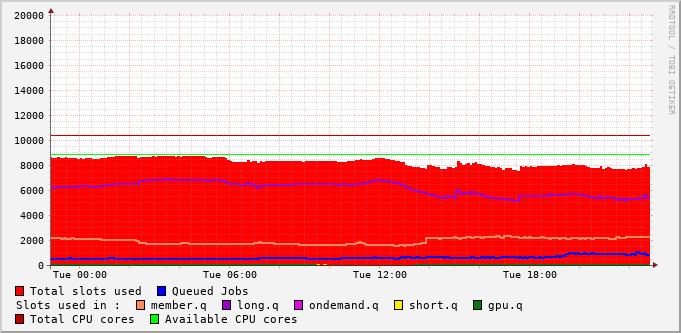 RRDTOOL / TOBI OETIKER
20000
18000
16000
14000
12000
10000
8000
6000
4000
2000
0
Tue 00:00 Tue 06:00 Tue 12:00 Tue 18:00
Total slots used Queued Jobs
Slots used in : member.q long.q ondemand.q short.q gpu.q
Total CPU cores Available CPU cores